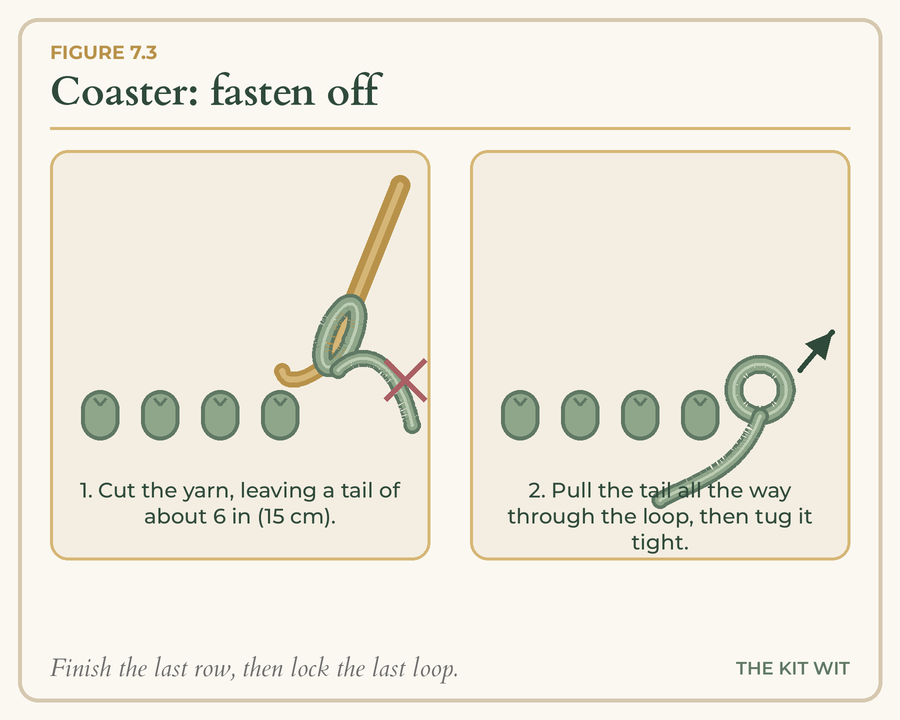 FIGURE 7.3
Coaster: fasten off
1. Cut the yarn, leaving a tail of
about 6 in (15 cm).
2. Pull the tail all the way
through the loop, then tug it
tight.
Finish the last row, then lock the last loop.
THE KIT WIT